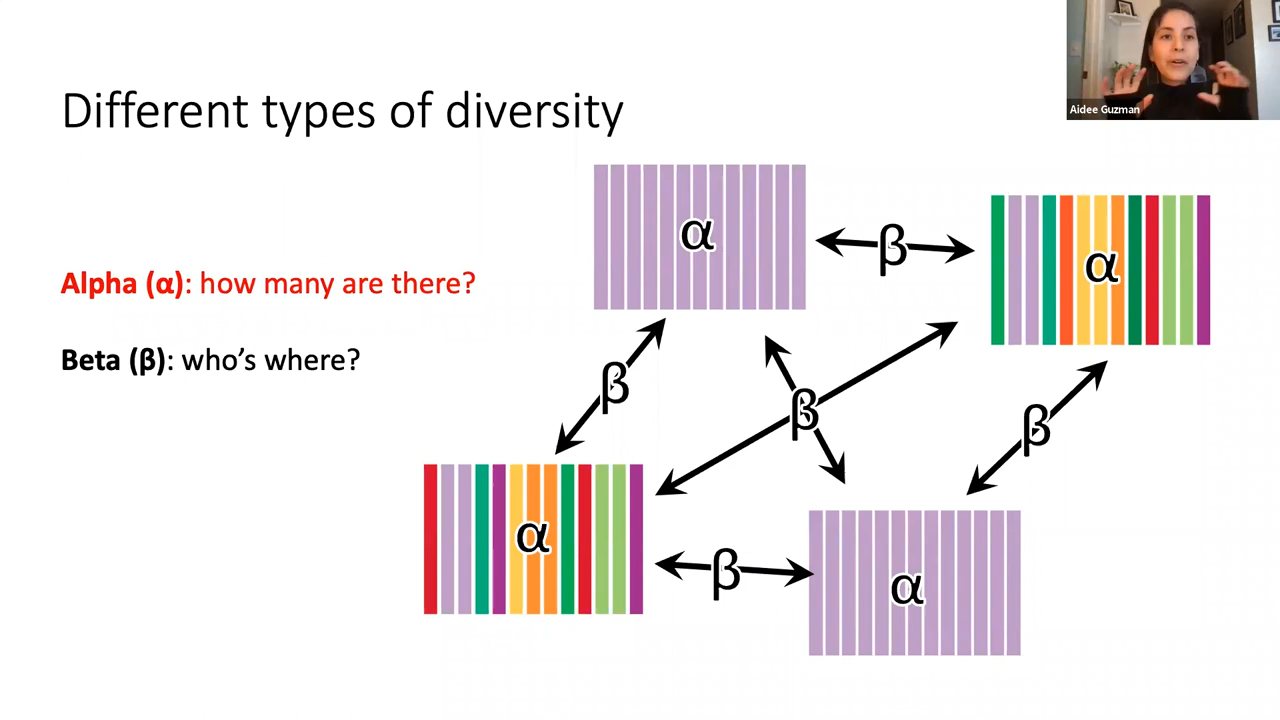 Different types of diversity
Aidee Guzman
Alpha (α): how many are there?
Beta (β): who's where?
α
β
α
β
β
β
α
β
α